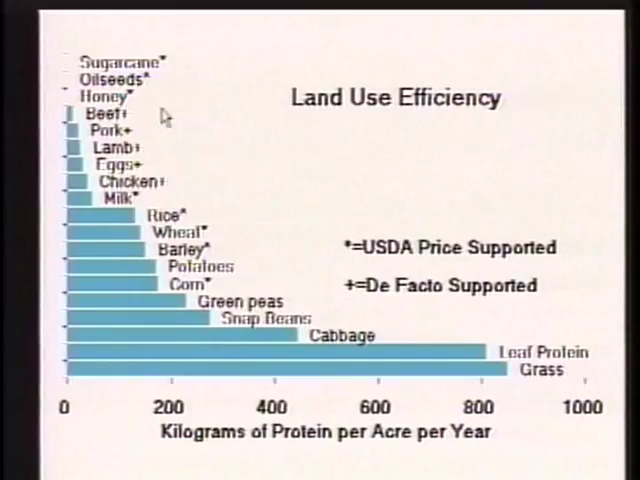 Land Use Efficiency
Sugarcane*
Oilseeds*
Honey*
Beef+
Pork+
Lamb+
Eggs+
Chicken+
Milk*
Rice*
Wheat*
Barley*
Potatoes
Corn*
Green peas
Snap Beans
Cabbage
Leaf Protein
Grass
*=USDA Price Supported
+=De Facto Supported
0 200 400 600 800 1000
Kilograms of Protein per Acre per Year